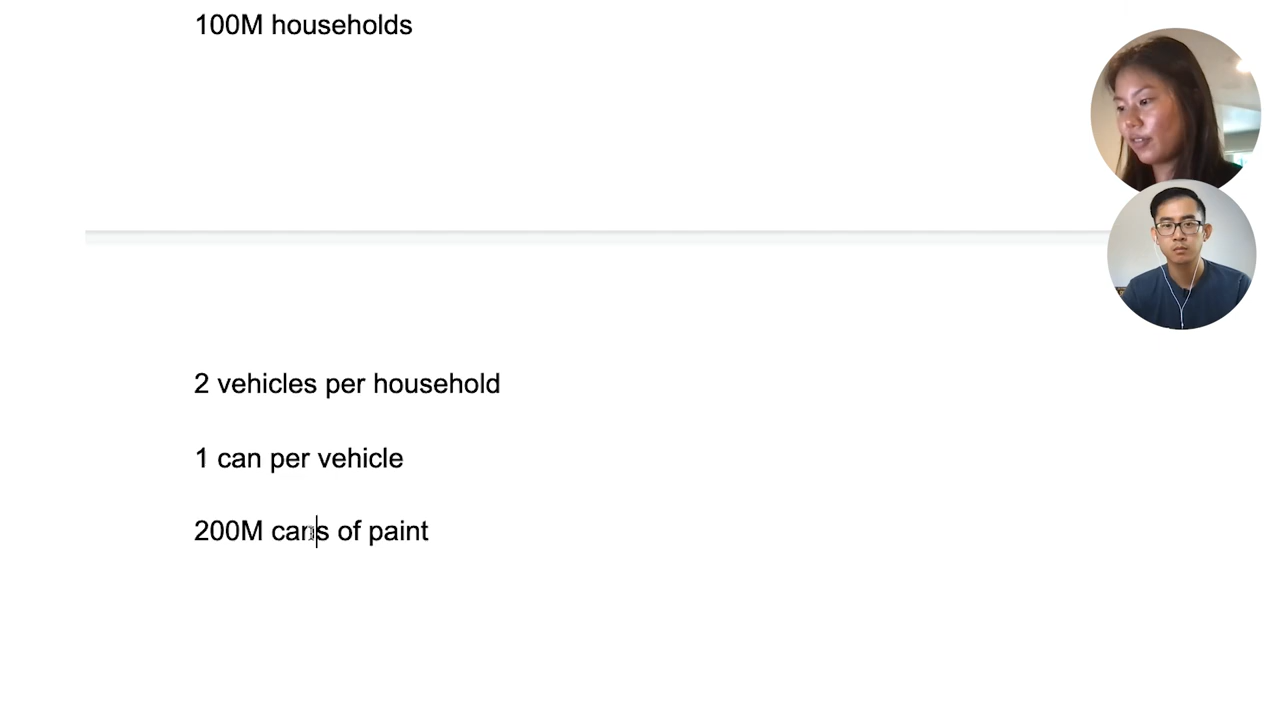 100M households
2 vehicles per household
1 can per vehicle
200M cans of paint